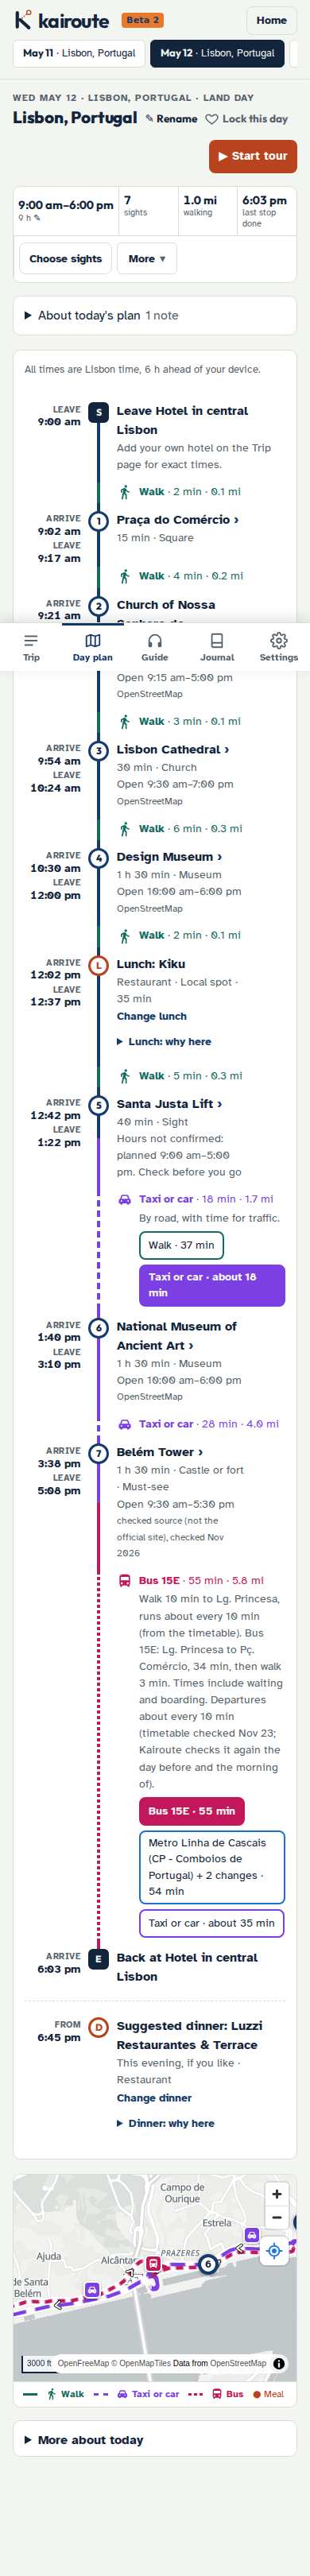 kairoute
Beta 2
Home
May 11 · Lisbon, Portugal
May 12 · Lisbon, Portugal
WED MAY 12 · LISBON, PORTUGAL · LAND DAY
Lisbon, Portugal
✎ Rename
Lock this day
▶ Start tour
9:00 am–6:00 pm
9 h ✎
7
sights
1.0 mi
walking
6:03 pm
last stop
done
Choose sights
More ▾
▶ About today's plan 1 note
All times are Lisbon time, 6 h ahead of your device.
LEAVE
9:00 am
S
Leave Hotel in central
Lisbon
Add your own hotel on the Trip
page for exact times.
Walk · 2 min · 0.1 mi
ARRIVE
9:02 am
LEAVE
9:17 am
1
Praça do Comércio ›
15 min · Square
Walk · 4 min · 0.2 mi
ARRIVE
9:21 am
2
Church of Nossa
Trip
Day plan
Guide
Journal
Settings
Open 9:15 am–5:00 pm
OpenStreetMap
Walk · 3 min · 0.1 mi
ARRIVE
9:54 am
LEAVE
10:24 am
3
Lisbon Cathedral ›
30 min · Church
Open 9:30 am–7:00 pm
OpenStreetMap
Walk · 6 min · 0.3 mi
ARRIVE
10:30 am
LEAVE
12:00 pm
4
Design Museum ›
1 h 30 min · Museum
Open 10:00 am–6:00 pm
OpenStreetMap
Walk · 2 min · 0.1 mi
ARRIVE
12:02 pm
LEAVE
12:37 pm
L
Lunch: Kiku
Restaurant · Local spot ·
35 min
Change lunch
▶ Lunch: why here
Walk · 5 min · 0.3 mi
ARRIVE
12:42 pm
LEAVE
1:22 pm
5
Santa Justa Lift ›
40 min · Sight
Hours not confirmed:
planned 9:00 am–5:00
pm. Check before you go
Taxi or car · 18 min · 1.7 mi
By road, with time for traffic.
Walk · 37 min
Taxi or car · about 18
min
ARRIVE
1:40 pm
LEAVE
3:10 pm
6
National Museum of
Ancient Art ›
1 h 30 min · Museum
Open 10:00 am–6:00 pm
OpenStreetMap
Taxi or car · 28 min · 4.0 mi
ARRIVE
3:38 pm
LEAVE
5:08 pm
7
Belém Tower ›
1 h 30 min · Castle or fort
· Must-see
Open 9:30 am–5:30 pm
checked source (not the
official site), checked Nov
2026
Bus 15E · 55 min · 5.8 mi
Walk 10 min to Lg. Princesa,
runs about every 10 min
(from the timetable). Bus
15E: Lg. Princesa to Pç.
Comércio, 34 min, then walk
3 min. Times include waiting
and boarding. Departures
about every 10 min
(timetable checked Nov 23;
Kairoute checks it again the
day before and the morning
of).
Bus 15E · 55 min
Metro Linha de Cascais
(CP - Comboios de
Portugal) + 2 changes ·
54 min
Taxi or car · about 35 min
ARRIVE
6:03 pm
E
Back at Hotel in central
Lisbon
FROM
6:45 pm
D
Suggested dinner: Luzzi
Restaurantes & Terrace
This evening, if you like ·
Restaurant
Change dinner
▶ Dinner: why here
Campo de
Ourique
Estrela
PRAZERES
6
Ajuda
Alcântar
de Santa
Belém
+
−
3000 ft
OpenFreeMap © OpenMapTiles Data from OpenStreetMap
Walk
Taxi or car
Bus
Meal
▶ More about today